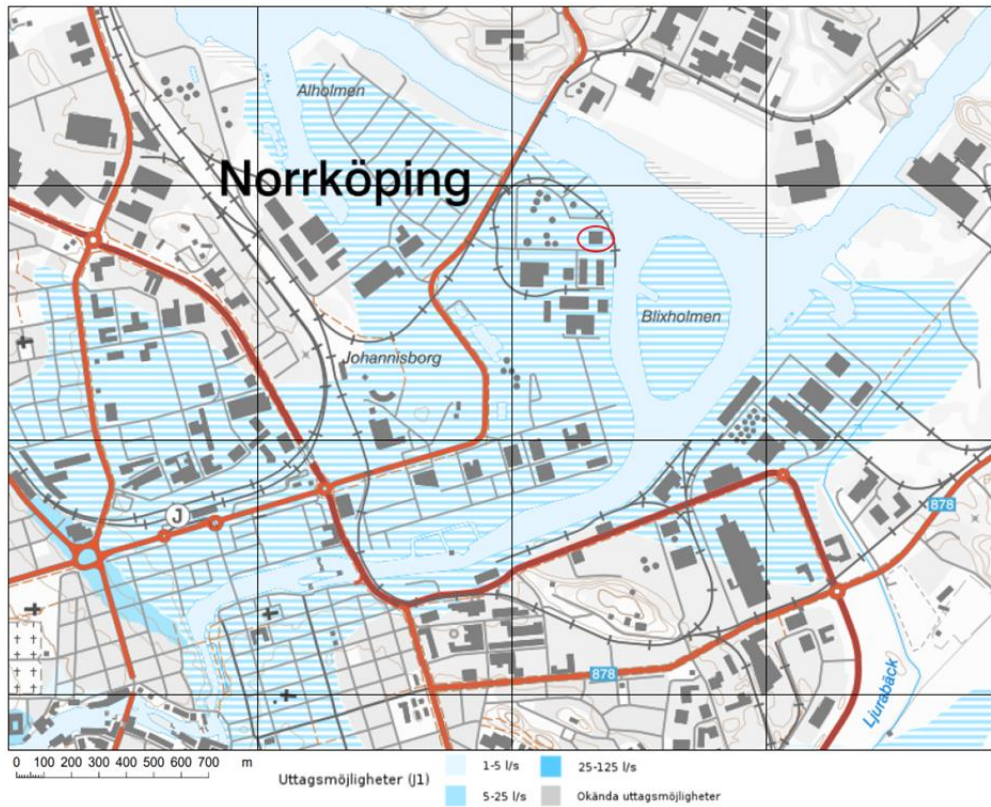 Alholmen
Norrköping
Blixholmen
Johannisborg
J
878
878
Ljurabäck
0 100 200 300 400 500 600 700 m
Uttagsmöjligheter (J1)
1-5 l/s
25-125 l/s
5-25 l/s
Okända uttagsmöjligheter